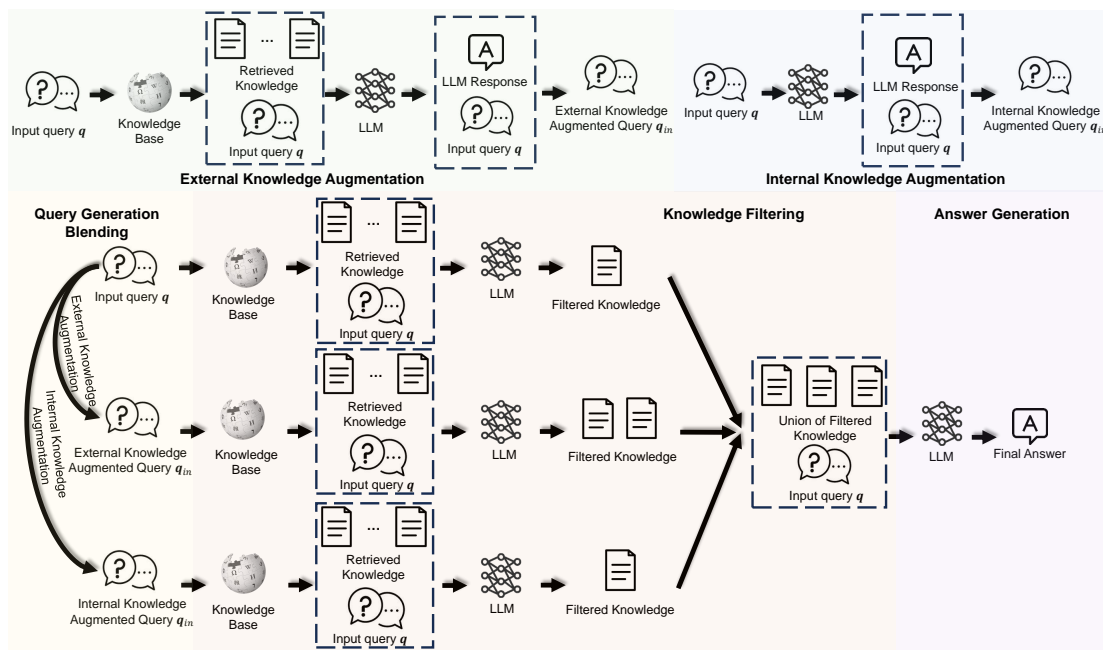 ...
Retrieved
Knowledge
Input query q
Input query q
Knowledge
Base
LLM
LLM Response
Input query q
External Knowledge
Augmented Query q_in
External Knowledge Augmentation
Input query q
LLM
LLM Response
Input query q
Internal Knowledge
Augmented Query q_in
Internal Knowledge Augmentation
Query Generation
Blending
Knowledge Filtering
Answer Generation
Input query q
External Knowledge
Augmentation
Internal Knowledge
Augmentation
Knowledge
Base
...
Retrieved
Knowledge
Input query q
LLM
Filtered Knowledge
External Knowledge
Augmented Query q_in
Knowledge
Base
...
Retrieved
Knowledge
Input query q
LLM
Filtered Knowledge
Internal Knowledge
Augmented Query q_in
Knowledge
Base
...
Retrieved
Knowledge
Input query q
LLM
Filtered Knowledge
Union of Filtered
Knowledge
Input query q
LLM
A
Final Answer